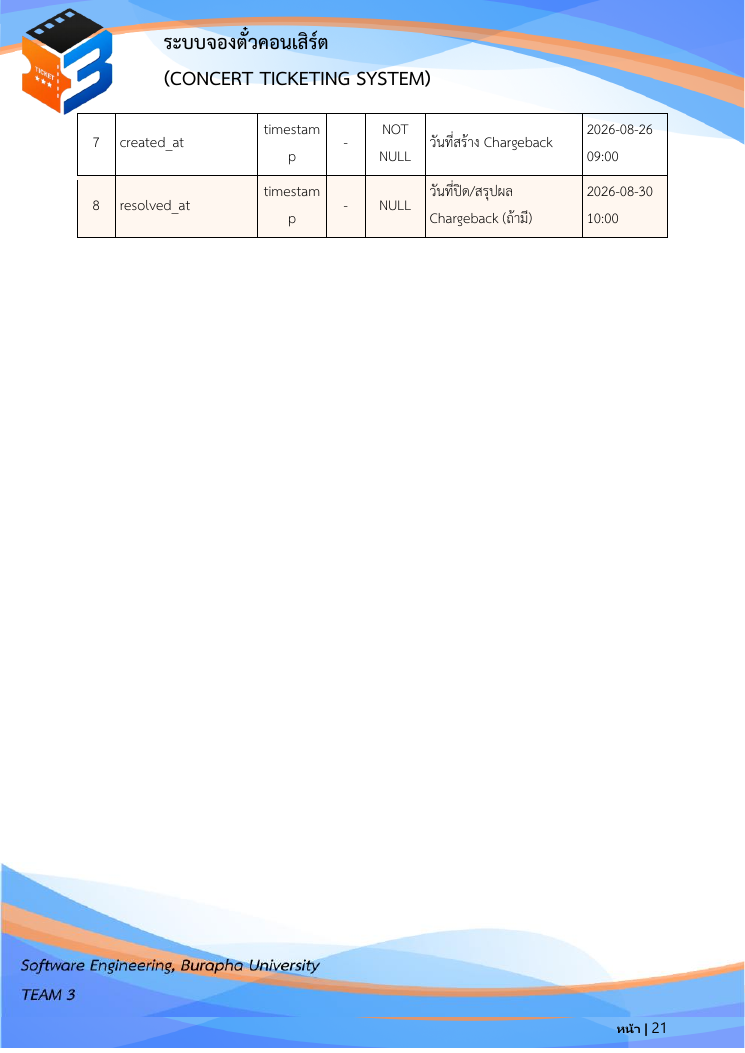 ระบบจองตั๋วคอนเสิร์ต
(CONCERT TICKETING SYSTEM)
TICKET
7 created_at timestamp - NOT NULL วันที่สร้าง Chargeback 2026-08-26 09:00
8 resolved_at timestamp - NULL วันที่ปิด/สรุปผล Chargeback (ถ้ามี) 2026-08-30 10:00
Software Engineering, Burapha University
TEAM 3
หน้า | 21